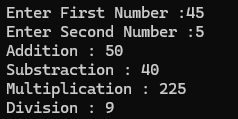 Enter First Number :45
Enter Second Number :5
Addition : 50
Substraction : 40
Multiplication : 225
Division : 9